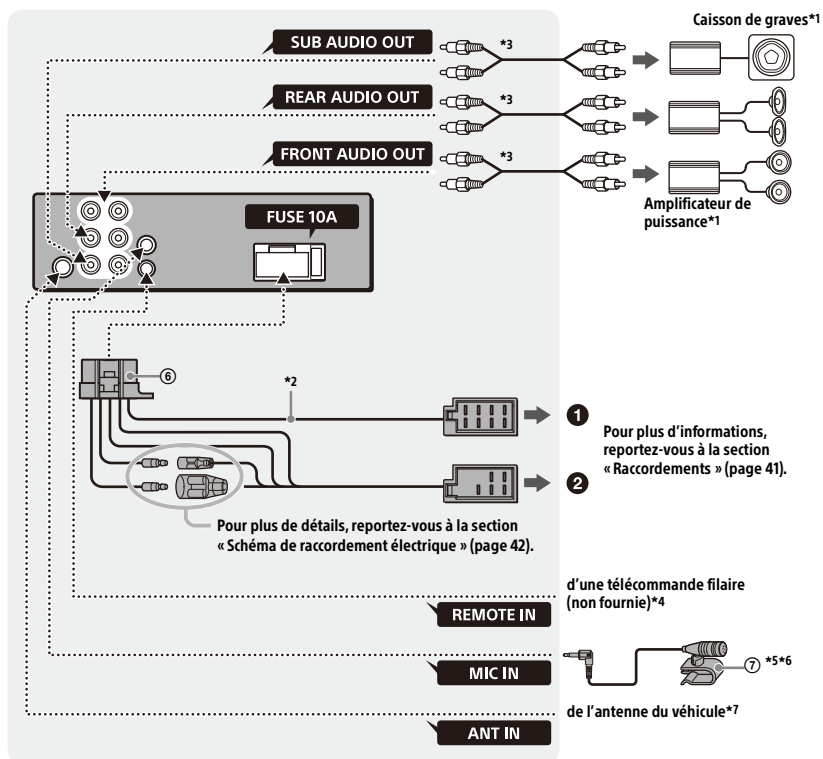 Caisson de graves*1
SUB AUDIO OUT
*3
REAR AUDIO OUT
*3
FRONT AUDIO OUT
*3
Amplificateur de
puissance*1
FUSE 10A
⑥
*2
❶
Pour plus d'informations,
reportez-vous à la section
« Raccordements » (page 41).
❷
Pour plus de détails, reportez-vous à la section
« Schéma de raccordement électrique » (page 42).
d'une télécommande filaire
(non fournie)*4
REMOTE IN
MIC IN
⑦ *5*6
de l'antenne du véhicule*7
ANT IN